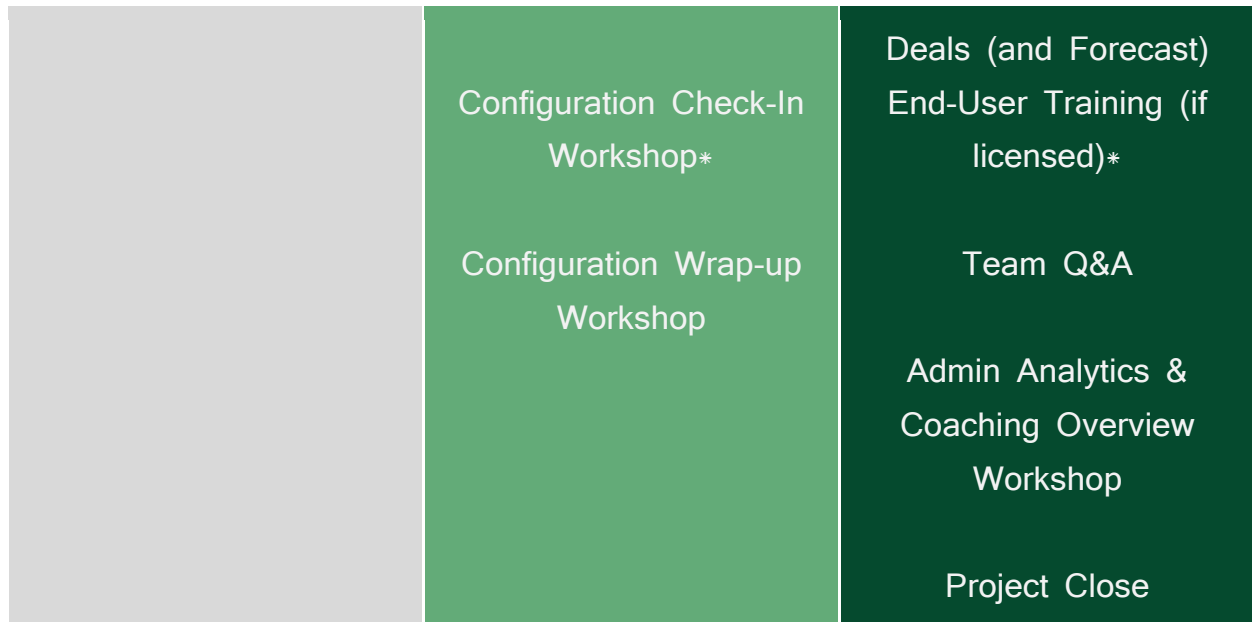 Configuration Check-In
Workshop*
Configuration Wrap-up
Workshop
Deals (and Forecast)
End-User Training (if
licensed)*
Team Q&A
Admin Analytics &
Coaching Overview
Workshop
Project Close